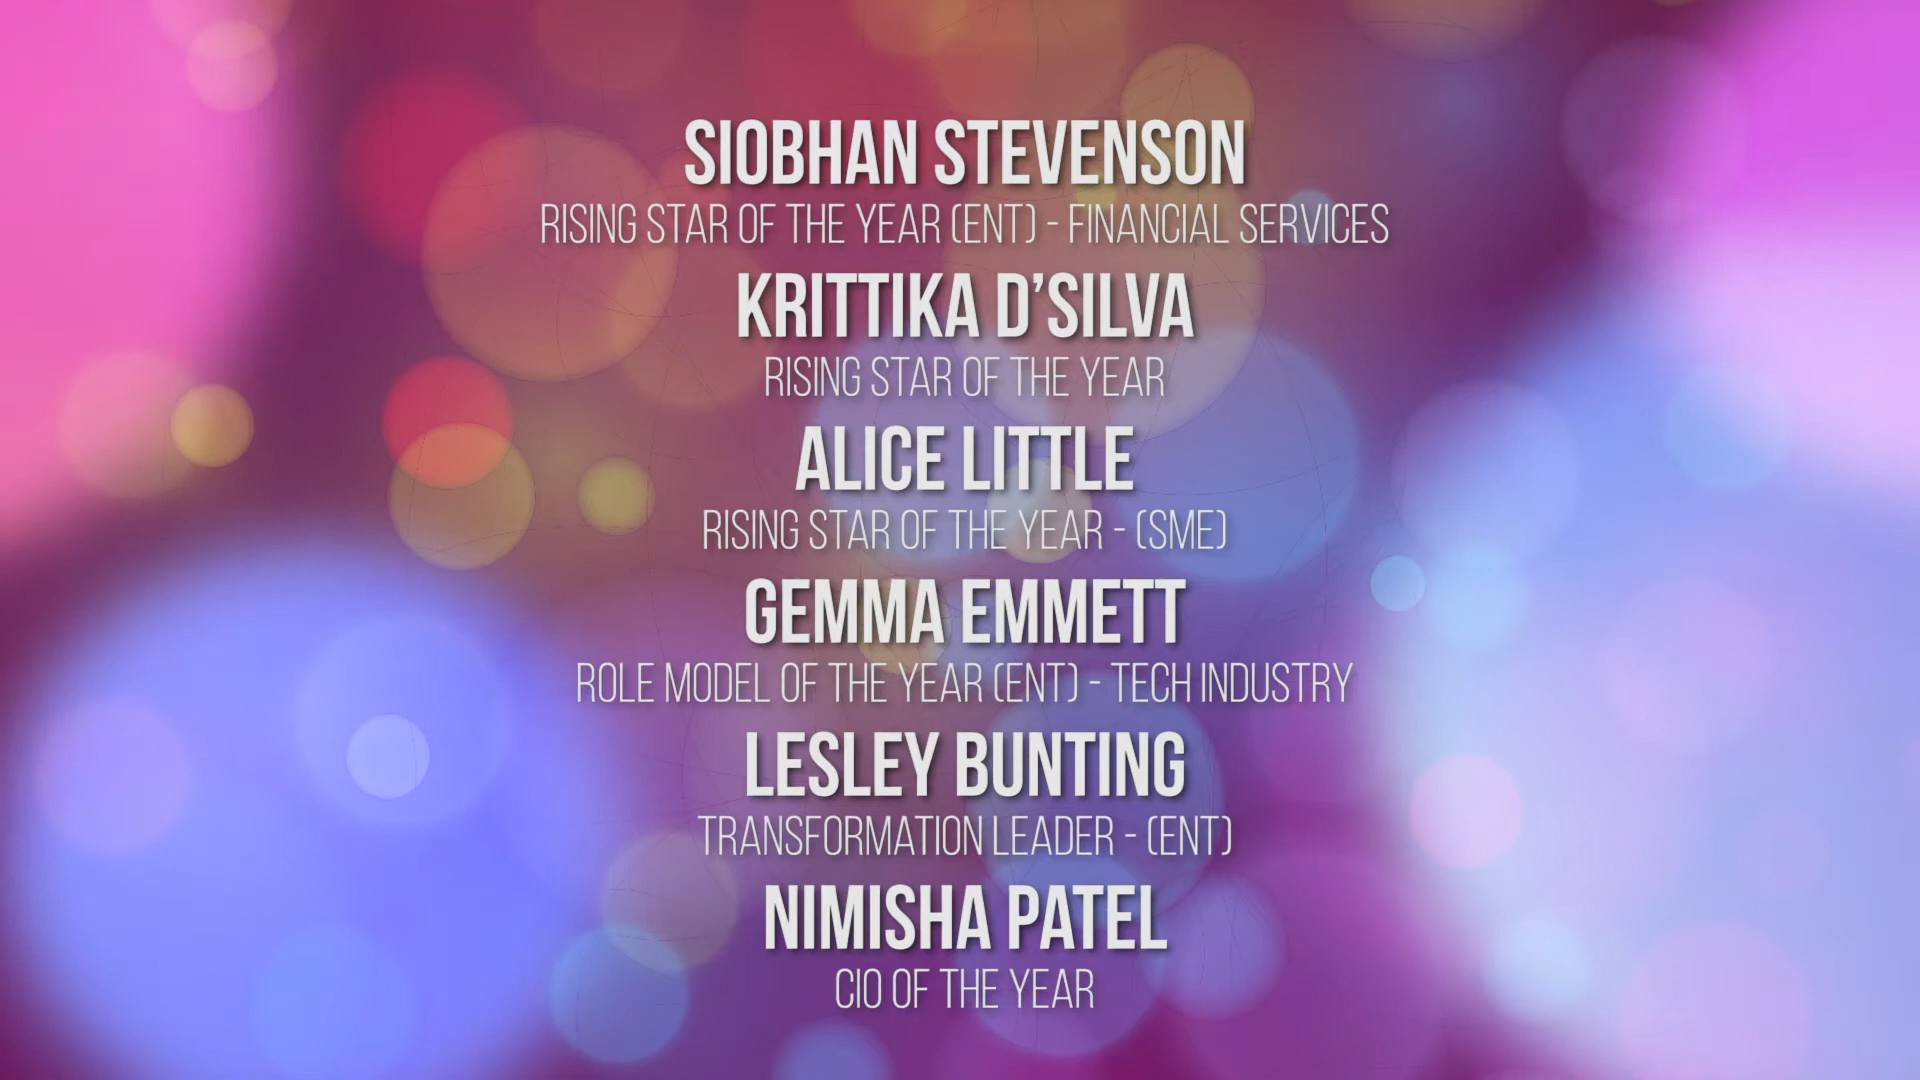 SIOBHAN STEVENSON
RISING STAR OF THE YEAR (ENT) - FINANCIAL SERVICES
KRITTIKA D'SILVA
RISING STAR OF THE YEAR
ALICE LITTLE
RISING STAR OF THE YEAR - (SME)
GEMMA EMMETT
ROLE MODEL OF THE YEAR (ENT) - TECH INDUSTRY
LESLEY BUNTING
TRANSFORMATION LEADER - (ENT)
NIMISHA PATEL
CIO OF THE YEAR